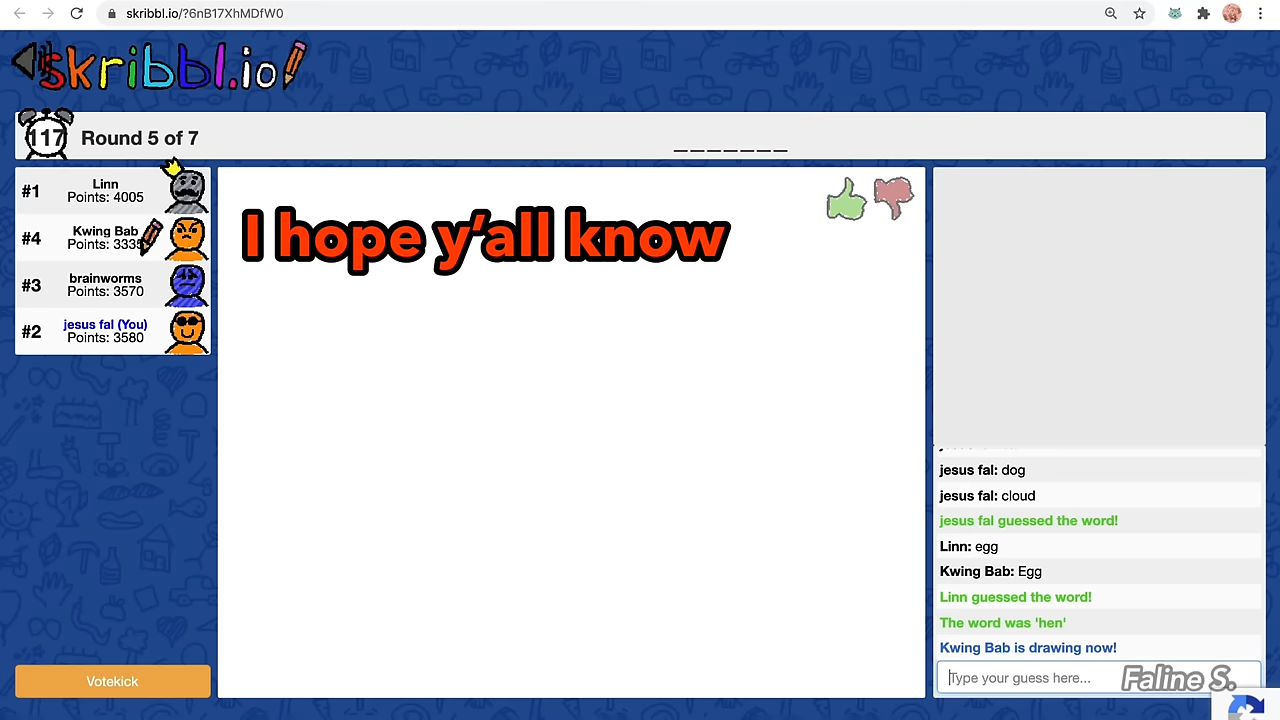 skribbl.io/?6nB17XhMDfW0
skribbl.io
117
Round 5 of 7
_______
#1
Linn
Points: 4005
#4
Kwing Bab
Points: 3335
#3
brainworms
Points: 3570
#2
jesus fal (You)
Points: 3580
I hope y'all know
jesus fal: dog
jesus fal: cloud
jesus fal guessed the word!
Linn: egg
Kwing Bab: Egg
Linn guessed the word!
The word was 'hen'
Kwing Bab is drawing now!
Type your guess here...
Faline S.
Votekick